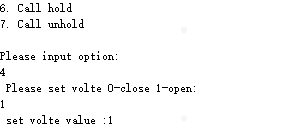 6. Call hold
7. Call unhold
Please input option:
4
Please set volte 0-close 1-open:
1
set volte value :1